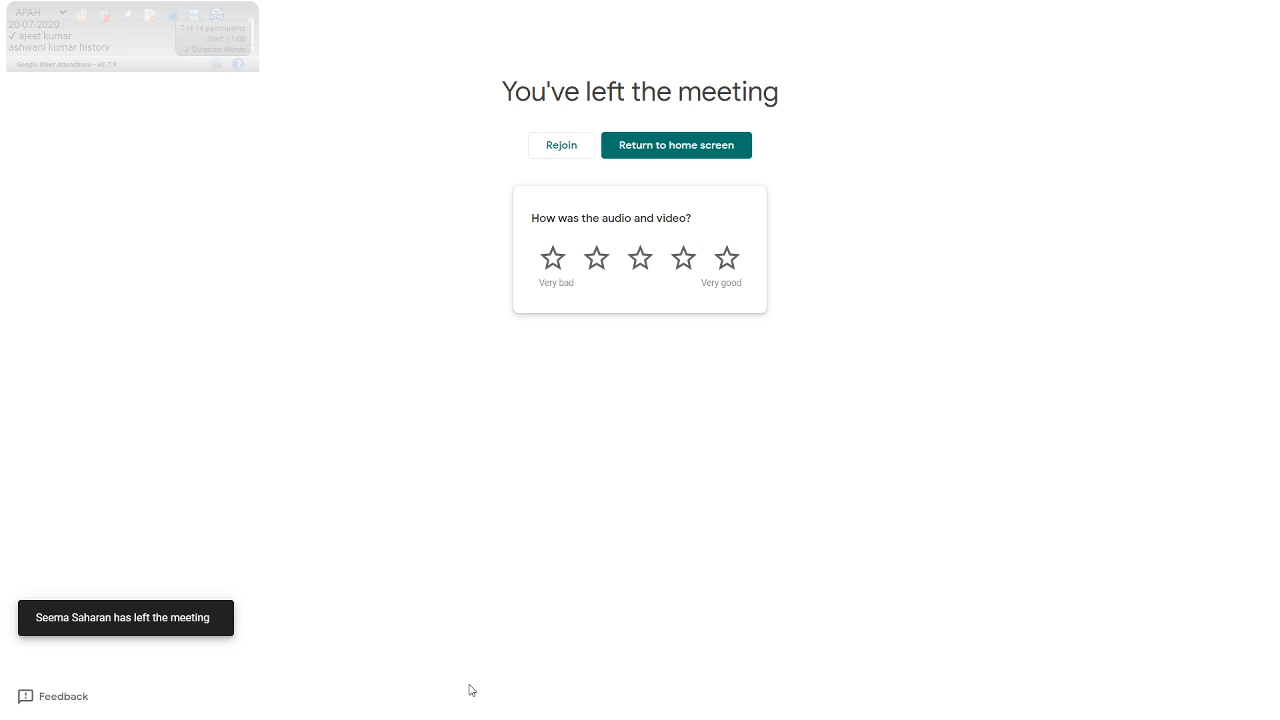 APAH
20-07-2020
✓ ajeet kumar
ashwani kumar history
7 of 14 participants
Start: 11:08
✓ Duration: 46min
Google Meet Attendance - v0.7.9
You've left the meeting
Rejoin
Return to home screen
How was the audio and video?
Very bad
Very good
Seema Saharan has left the meeting
Feedback